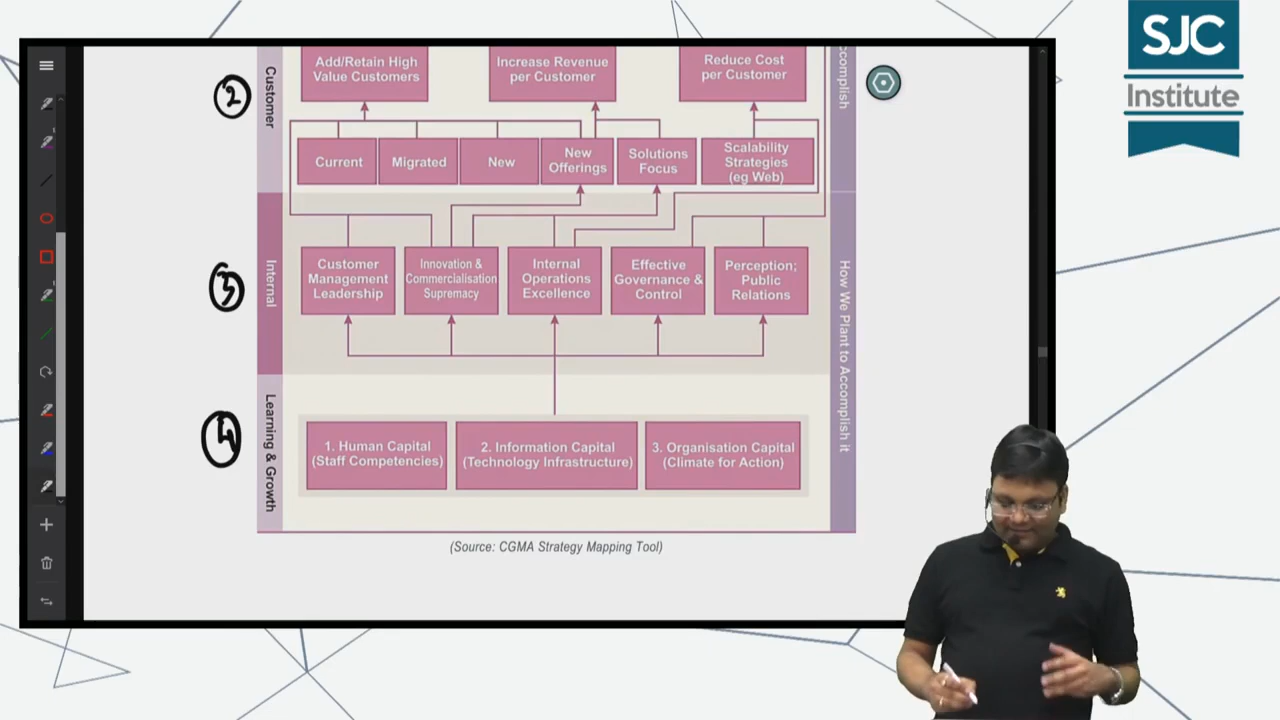 SJC
Institute
2
Customer
Add/Retain High
Value Customers
Increase Revenue
per Customer
Reduce Cost
per Customer
ccomplish
Current
Migrated
New
New
Offerings
Solutions
Focus
Scalability
Strategies
(eg Web)
3
Internal
Customer
Management
Leadership
Innovation &
Commercialisation
Supremacy
Internal
Operations
Excellence
Effective
Governance &
Control
Perception;
Public
Relations
How We Plant to Accomplish it
4
Learning & Growth
1. Human Capital
(Staff Competencies)
2. Information Capital
(Technology Infrastructure)
3. Organisation Capital
(Climate for Action)
(Source: CGMA Strategy Mapping Tool)